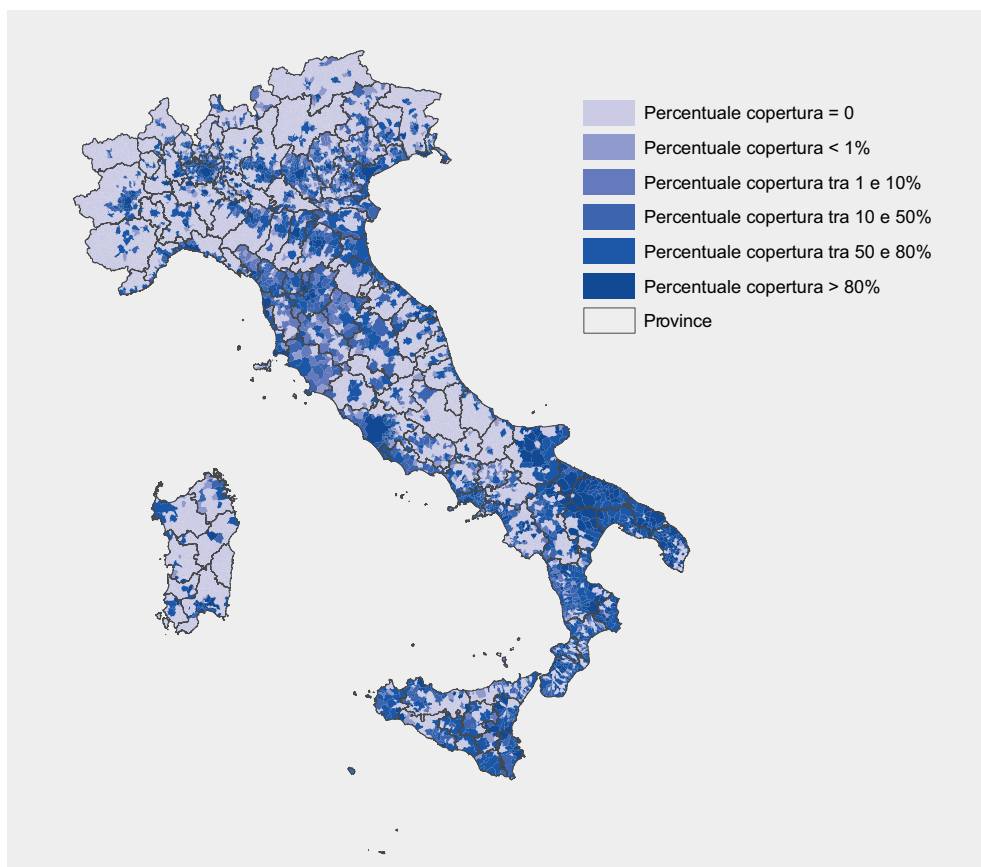 Percentuale copertura = 0
Percentuale copertura < 1%
Percentuale copertura tra 1 e 10%
Percentuale copertura tra 10 e 50%
Percentuale copertura tra 50 e 80%
Percentuale copertura > 80%
Province